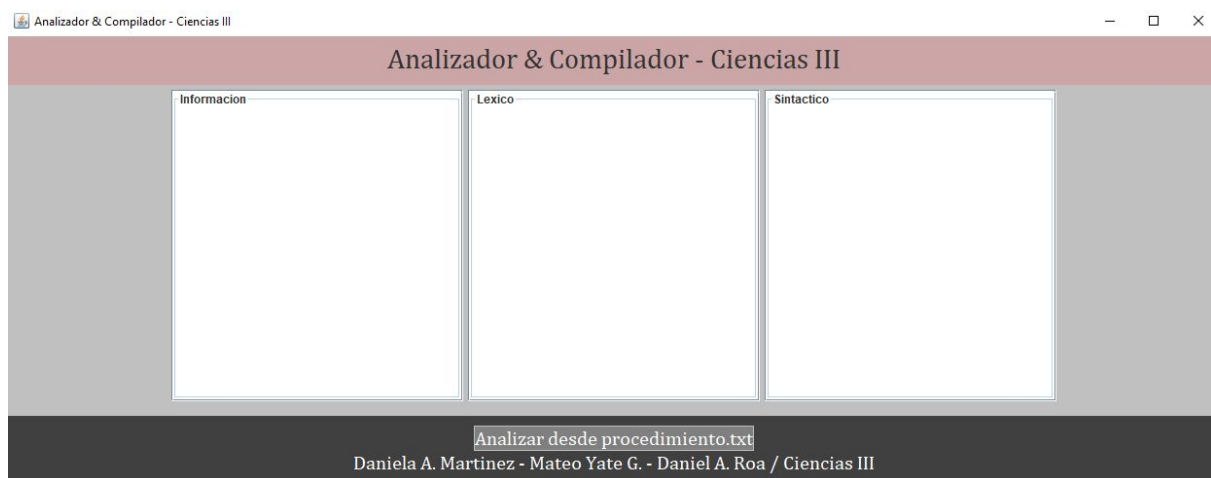 Analizador & Compilador - Ciencias III
Analizador & Compilador - Ciencias III
Informacion
Lexico
Sintactico
Analizar desde procedimiento.txt
Daniela A. Martinez - Mateo Yate G. - Daniel A. Roa / Ciencias III